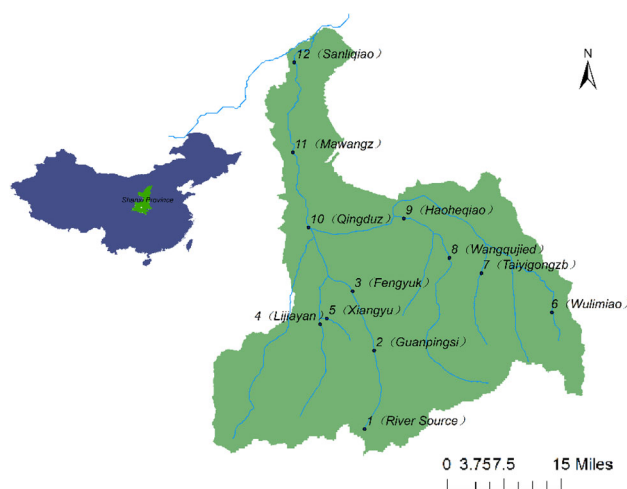 12（Sanliqiao）
N
11（Mawangz）
Shanxi Province
10（Qingduz）
9（Haoheqiao）
8（Wangqujied）
7（Taiyigongzb）
3（Fengyuk）
5（Xiangyu）
6（Wulimiao）
4（Lijiayan）
2（Guanpingsi）
1（River Source）
0 3.757.5 15 Miles